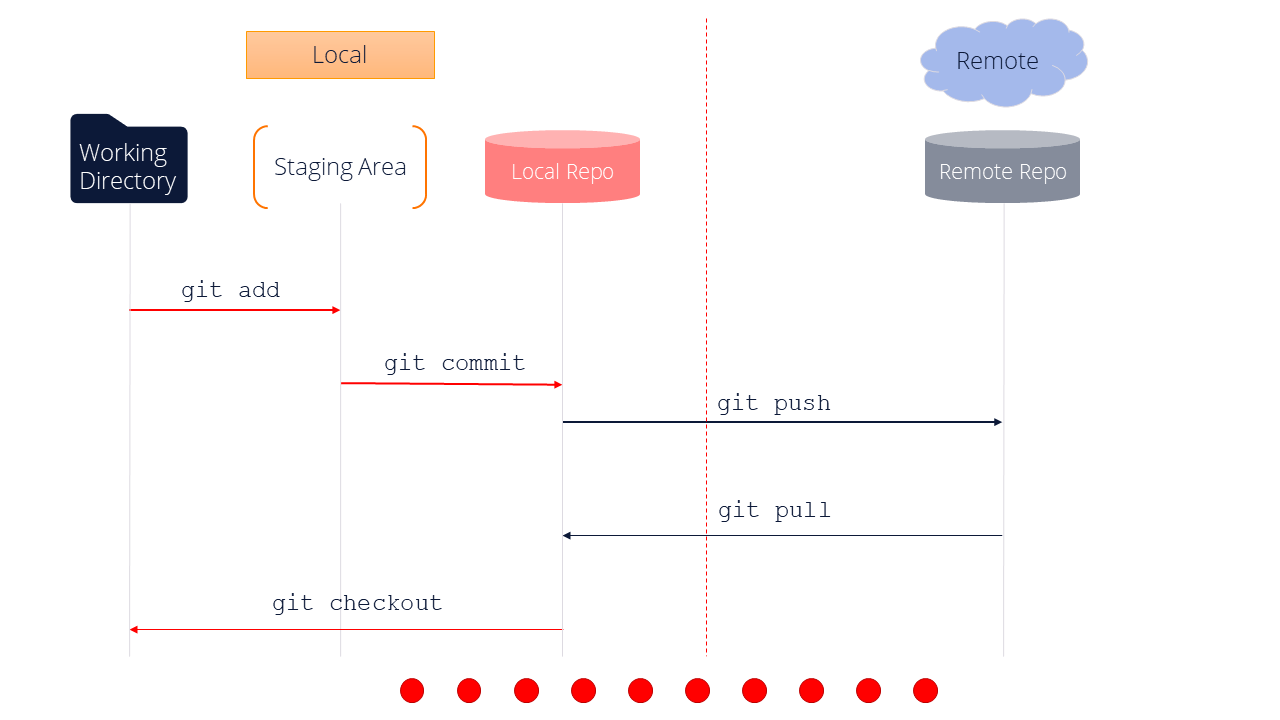 Local
Remote
Working
Directory
Staging Area
Local Repo
Remote Repo
git add
git commit
git push
git pull
git checkout